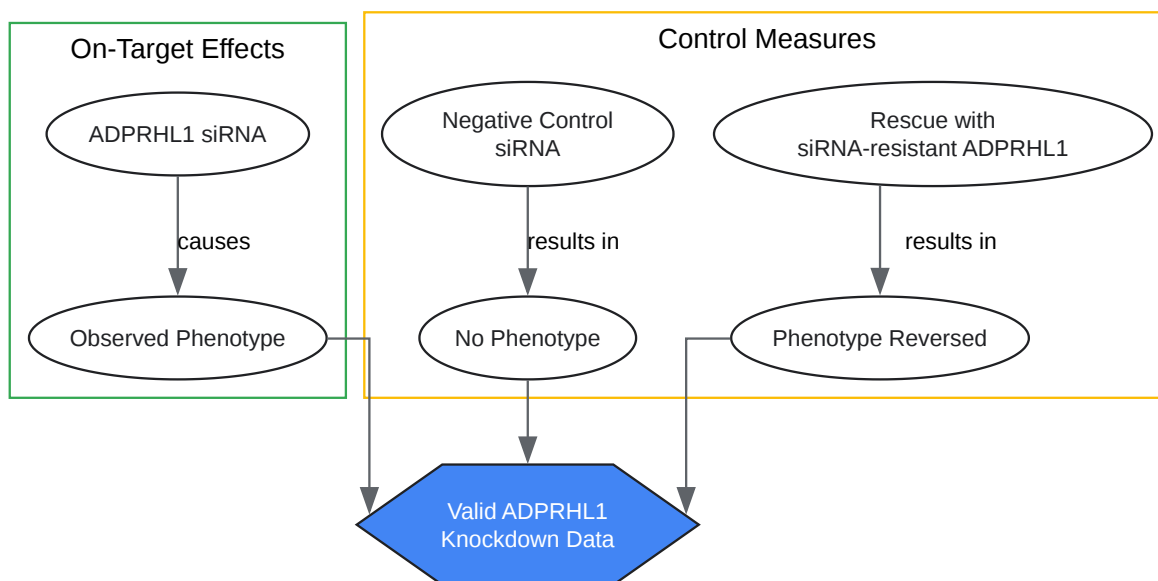 On-Target Effects
Control Measures
ADPRHL1 siRNA
Negative Control
siRNA
Rescue with
siRNA-resistant ADPRHL1
causes
results in
results in
Observed Phenotype
No Phenotype
Phenotype Reversed
Valid ADPRHL1
Knockdown Data